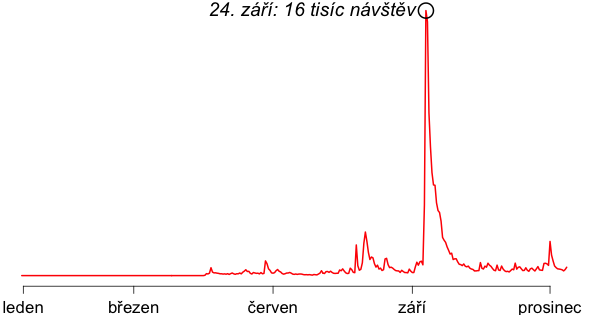 24. září: 16 tisíc návštěv
leden březen červen září prosinec